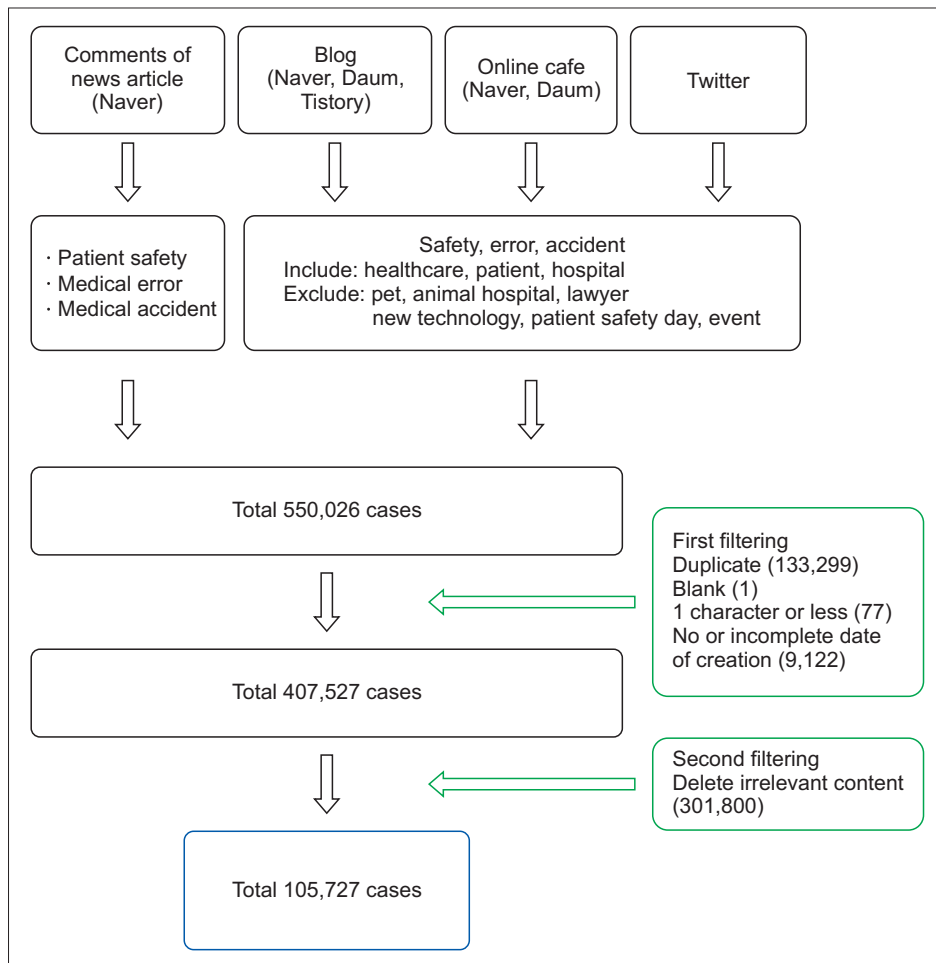 Comments of
news article
(Naver)
Blog
(Naver, Daum,
Tistory)
Online cafe
(Naver, Daum)
Twitter
· Patient safety
· Medical error
· Medical accident
Safety, error, accident
Include: healthcare, patient, hospital
Exclude: pet, animal hospital, lawyer
new technology, patient safety day, event
Total 550,026 cases
First filtering
Duplicate (133,299)
Blank (1)
1 character or less (77)
No or incomplete date
of creation (9,122)
Total 407,527 cases
Second filtering
Delete irrelevant content
(301,800)
Total 105,727 cases